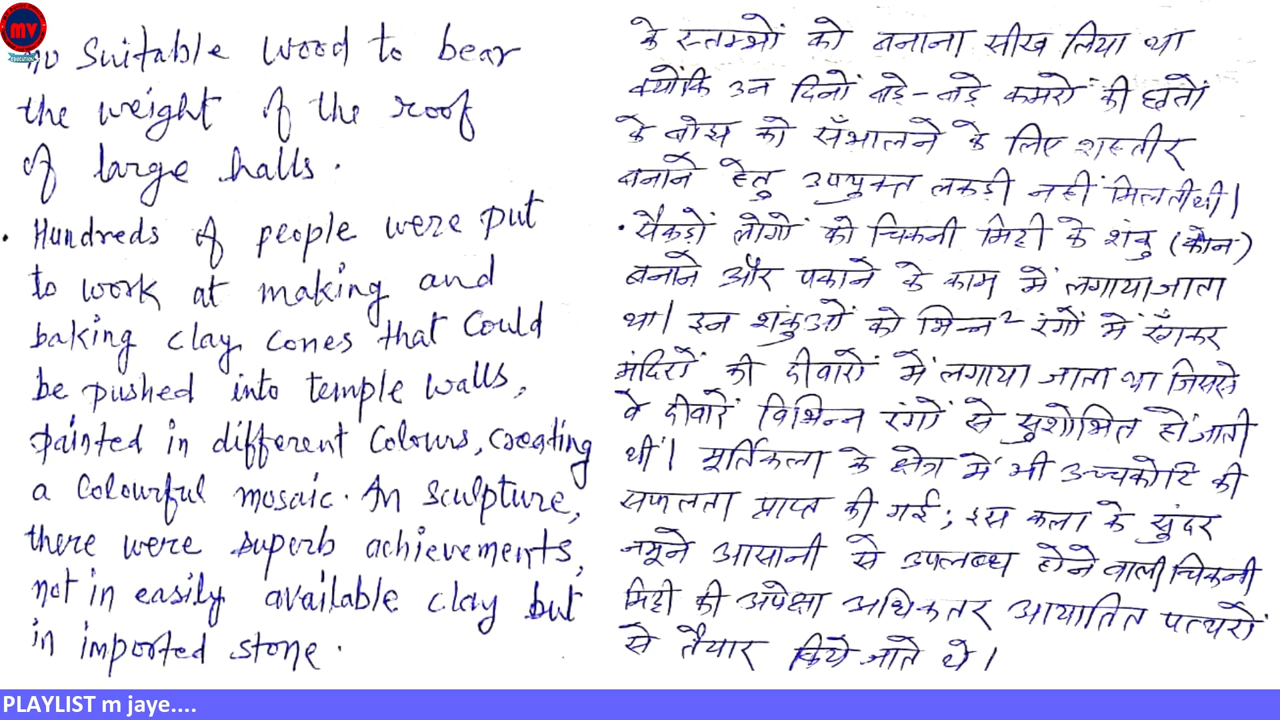 mv
EDUCATION
no suitable wood to bear
the weight of the roof
of large halls.
• Hundreds of people were put
to work at making and
baking clay cones that could
be pushed into temple walls,
painted in different colours, creating
a colourful mosaic. In sculpture,
there were superb achievements,
not in easily available clay but
in imported stone.
के स्तम्भों को बनाना सीख लिया था
क्योंकि उन दिनों बड़े-बड़े कमरों की छतों
के बोझ को सँभालने के लिए शहतीर
बनाने हेतु उपयुक्त लकड़ी नहीं मिलती थी।
• सैकड़ों लोगों को चिकनी मिट्टी के शंकु (कोन)
बनाने और पकाने के काम में लगाया जाता
था। इन शंकुओं को भिन्न २ रंगों में रँगकर
मंदिरों की दीवारों में लगाया जाता था जिससे
वे दीवारें विभिन्न रंगों से सुशोभित हो जाती
थीं। मूर्तिकला के क्षेत्र में भी उच्चकोटि की
सफलता प्राप्त की गई; इस कला के सुंदर
नमूने आसानी से उपलब्ध होने वाली चिकनी
मिट्टी की अपेक्षा अधिकतर आयातित पत्थरों
से तैयार किये जाते थे।
PLAYLIST m jaye....